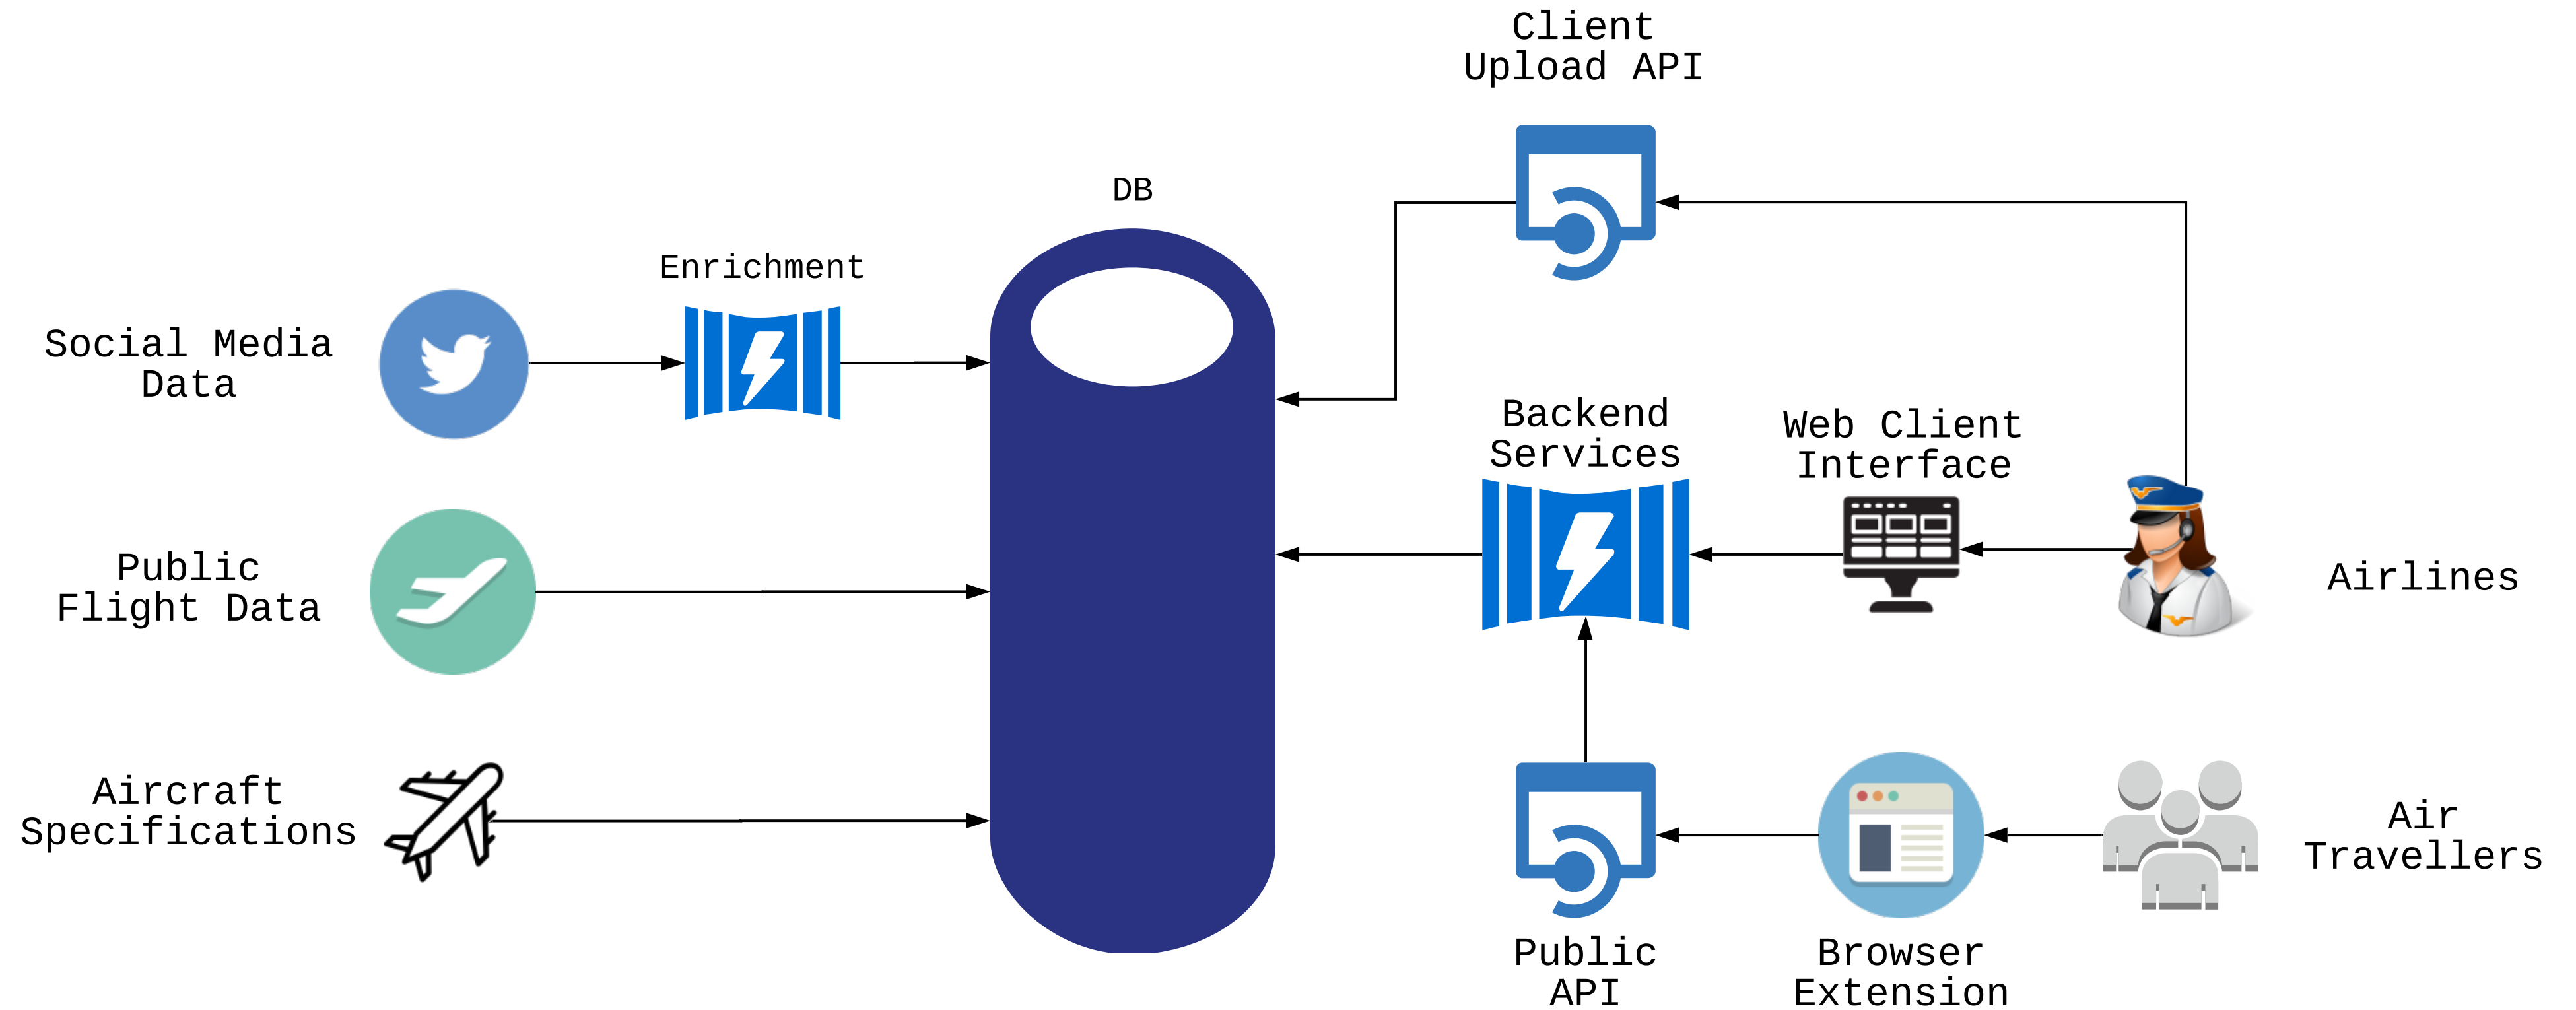 Client
Upload API
DB
Enrichment
Social Media
Data
Backend
Services
Web Client
Interface
Public
Flight Data
Airlines
Aircraft
Specifications
Air
Travellers
Public
API
Browser
Extension